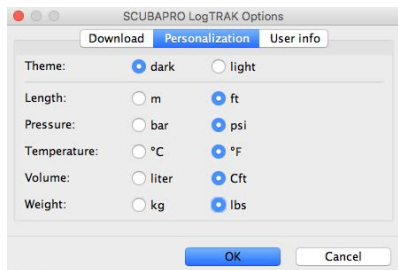 SCUBAPRO LogTRAK Options
Download Personalization User info
Theme: dark light
Length: m ft
Pressure: bar psi
Temperature: °C °F
Volume: liter Cft
Weight: kg lbs
OK Cancel